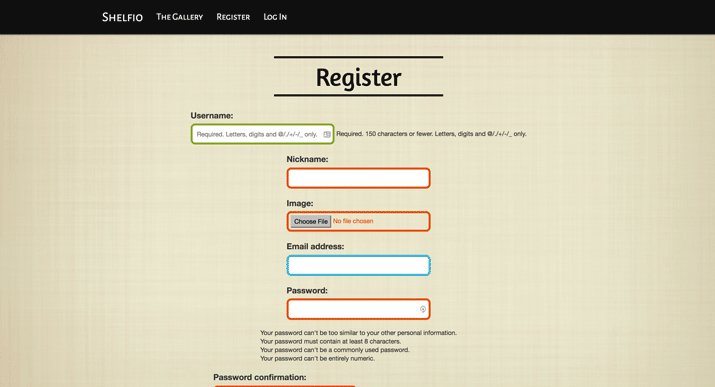 Shelfio The Gallery Register Log In
Register
Username:
Required. Letters, digits and @/./+/-/_ only. Required. 150 characters or fewer. Letters, digits and @/./+/-/_ only.
Nickname:
Image:
Choose File No file chosen
Email address:
Password:
Your password can't be too similar to your other personal information.
Your password must contain at least 8 characters.
Your password can't be a commonly used password.
Your password can't be entirely numeric.
Password confirmation: